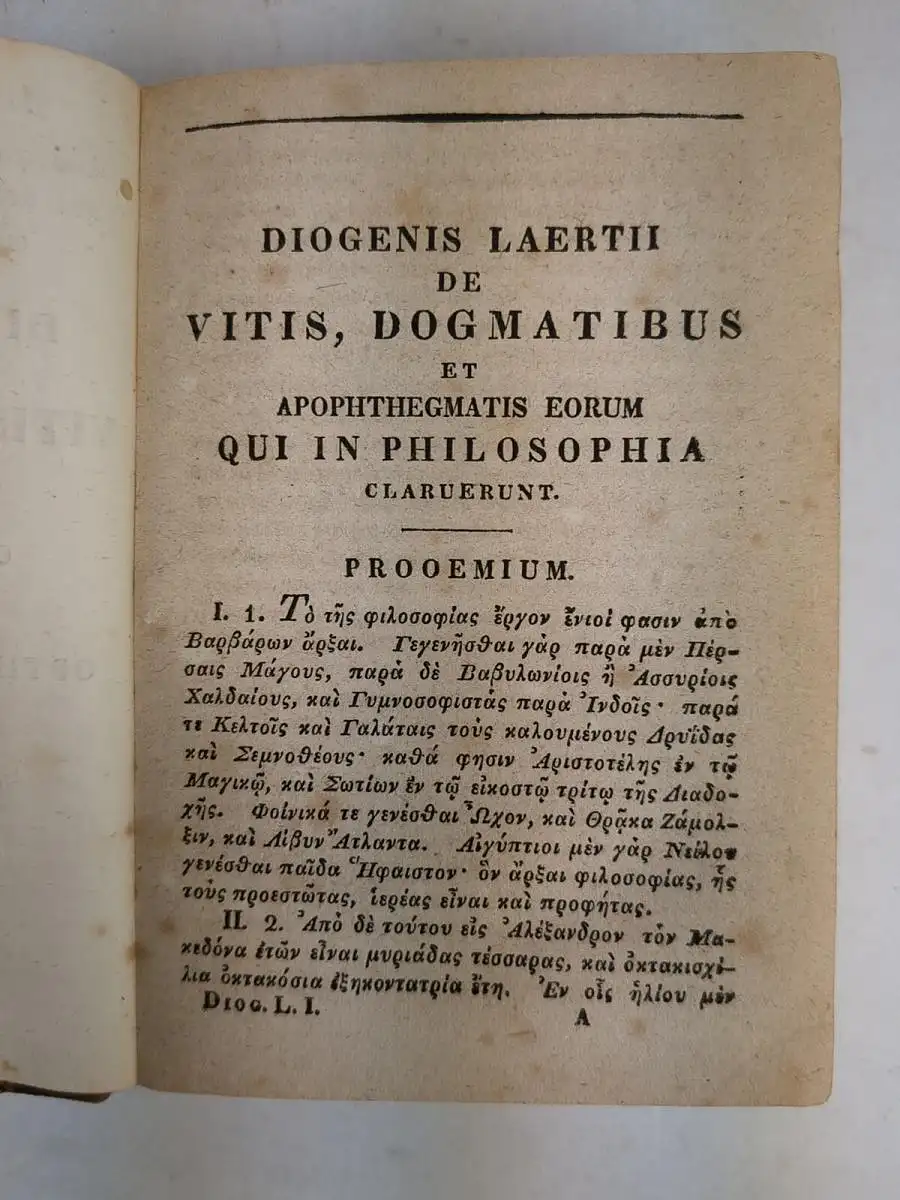 DIOGENIS LAERTII
DE
VITIS, DOGMATIBUS
ET
APOPHTHEGMATIS EORUM
QUI IN PHILOSOPHIA
CLARUERUNT.
PROOEMIUM.
I. 1. Τὸ τῆς φιλοσοφίας ἔργον ἔνιοί φασιν ἀπὸ
Βαρβάρων ἄρξαι. Γεγενῆσθαι γὰρ παρὰ μὲν Πέρ-
σαις Μάγους, παρὰ δὲ Βαβυλωνίοις ἢ Ἀσσυρίοις
Χαλδαίους, καὶ Γυμνοσοφιστὰς παρὰ Ἰνδοῖς· παρά
τε Κελτοῖς καὶ Γαλάταις τοὺς καλουμένους Δρυΐδας
καὶ Σεμνοθέους· καθά φησιν Ἀριστοτέλης ἐν τῷ
Μαγικῷ, καὶ Σωτίων ἐν τῷ εἰκοστῷ τρίτῳ τῆς Διαδο-
χῆς. Φοίνικά τε γενέσθαι Ὦχον, καὶ Θρᾷκα Ζάμολ-
ξιν, καὶ Λίβυν Ἄτλαντα. Αἰγύπτιοι μὲν γὰρ Νείλου
γενέσθαι παῖδα Ἥφαιστον· ὃν ἄρξαι φιλοσοφίας, ἧς
τοὺς προεστῶτας, ἱερέας εἶναι καὶ προφήτας.
II. 2. Ἀπὸ δὲ τούτου εἰς Ἀλέξανδρον τὸν Μα-
κεδόνα ἐτῶν εἶναι μυριάδας τέσσαρας, καὶ ὀκτακισχί-
λια ὀκτακόσια ἑξηκοντατρία ἔτη. Ἐν οἷς ἡλίου μὲν
DIOG. L. I.
A